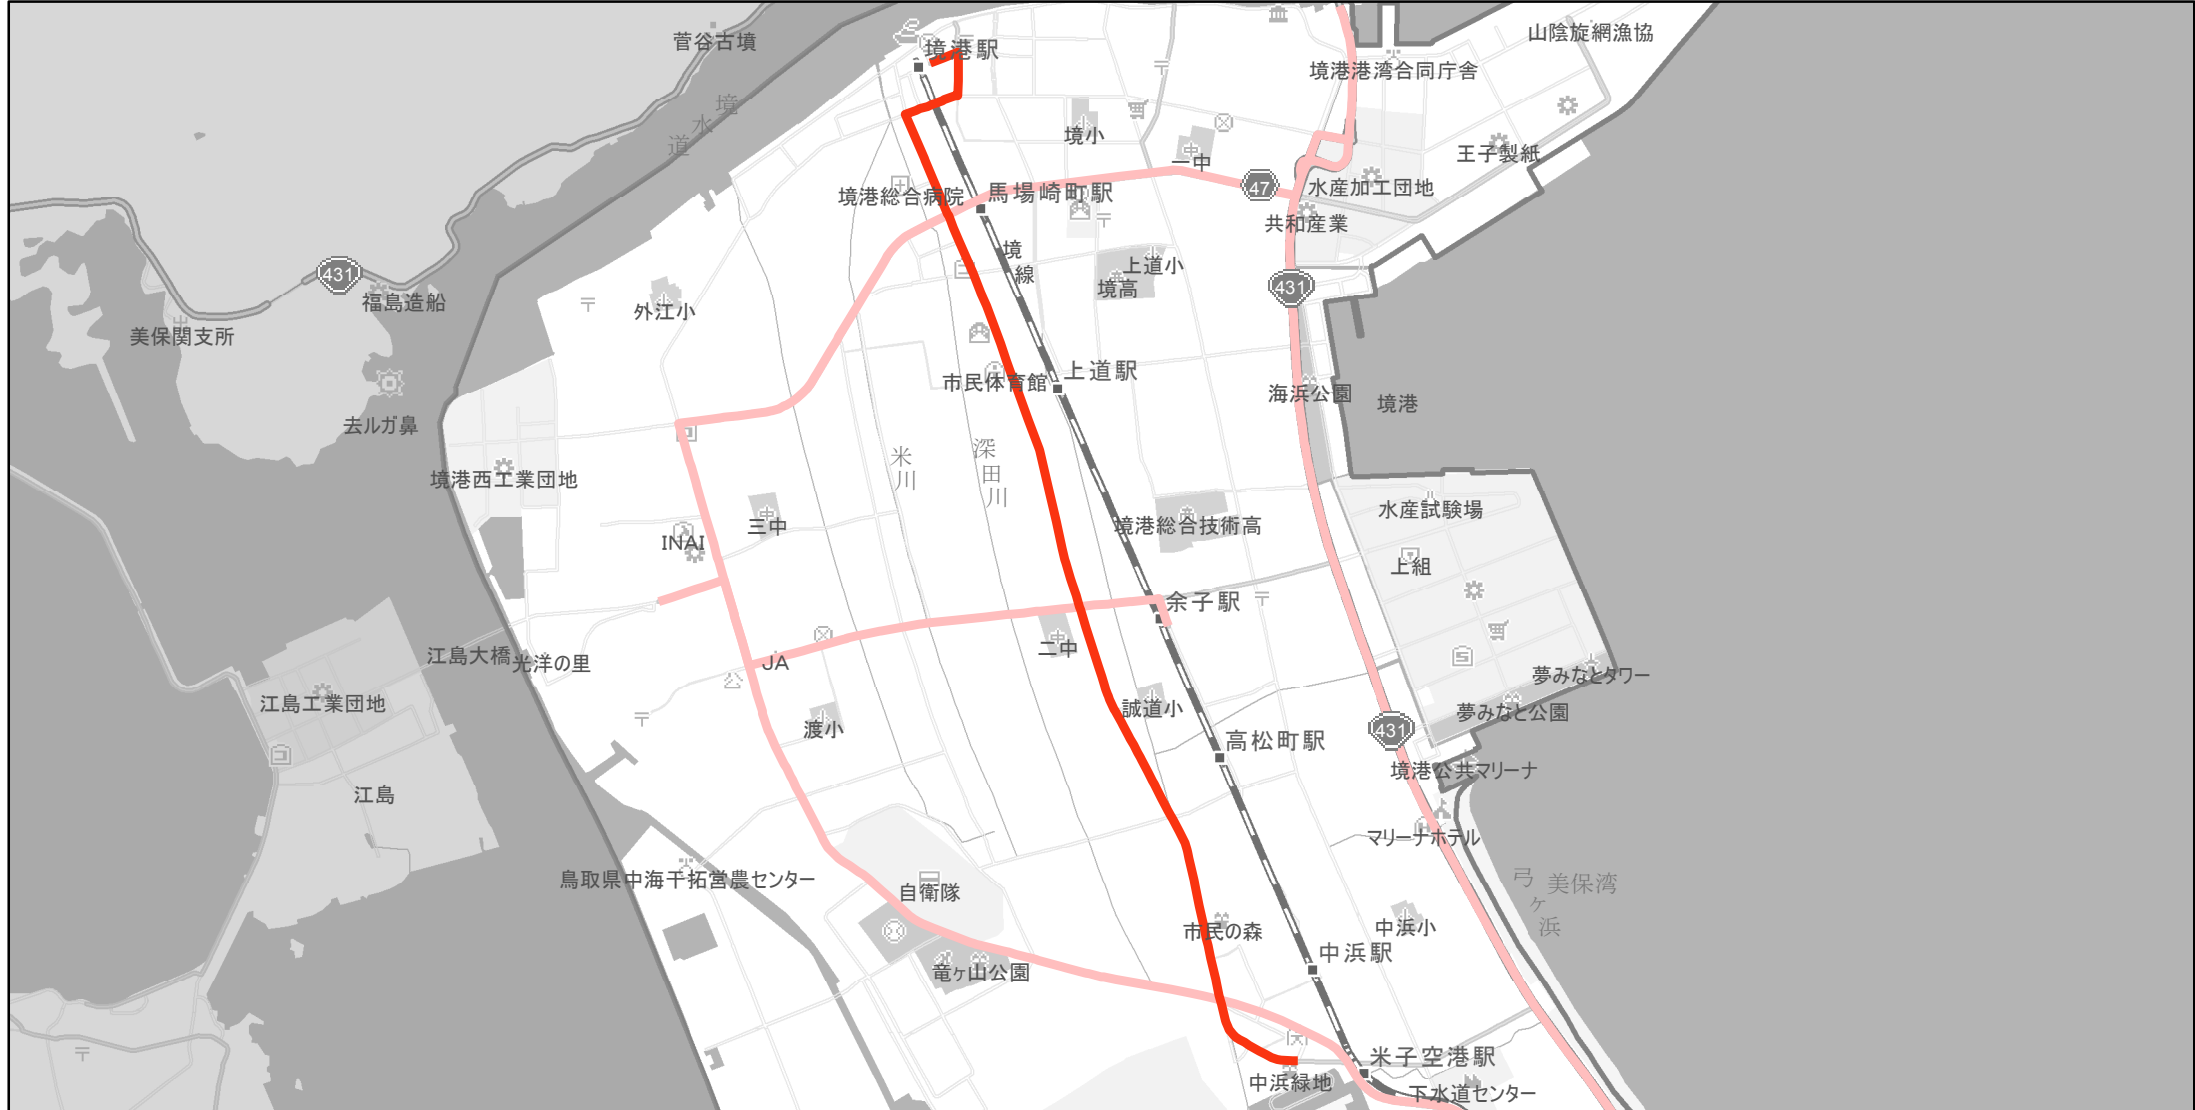 菅谷古墳
境港駅
山陰旋網漁協
境港港湾合同庁舎
境水道
境小
一中
王子製紙
47
水産加工団地
境港総合病院
馬場崎町駅
共和産業
境線
上道小
境高
431
431
福島造船
外江小
美保関支所
市民体育館
上道駅
海浜公園
境港
去ルガ鼻
米川
深田川
境港西工業団地
水産試験場
三中
境港総合技術高
INAI
上組
余子駅
江島大橋
光洋の里
JA
二中
夢みなとタワー
江島工業団地
誠道小
夢みなと公園
渡小
431
高松町駅
境港公共マリーナ
江島
マリーナホテル
鳥取県中海干拓営農センター
自衛隊
弓ヶ浜
美保湾
市民の森
中浜小
中浜駅
竜ヶ山公園
米子空港駅
中浜緑地
下水道センター